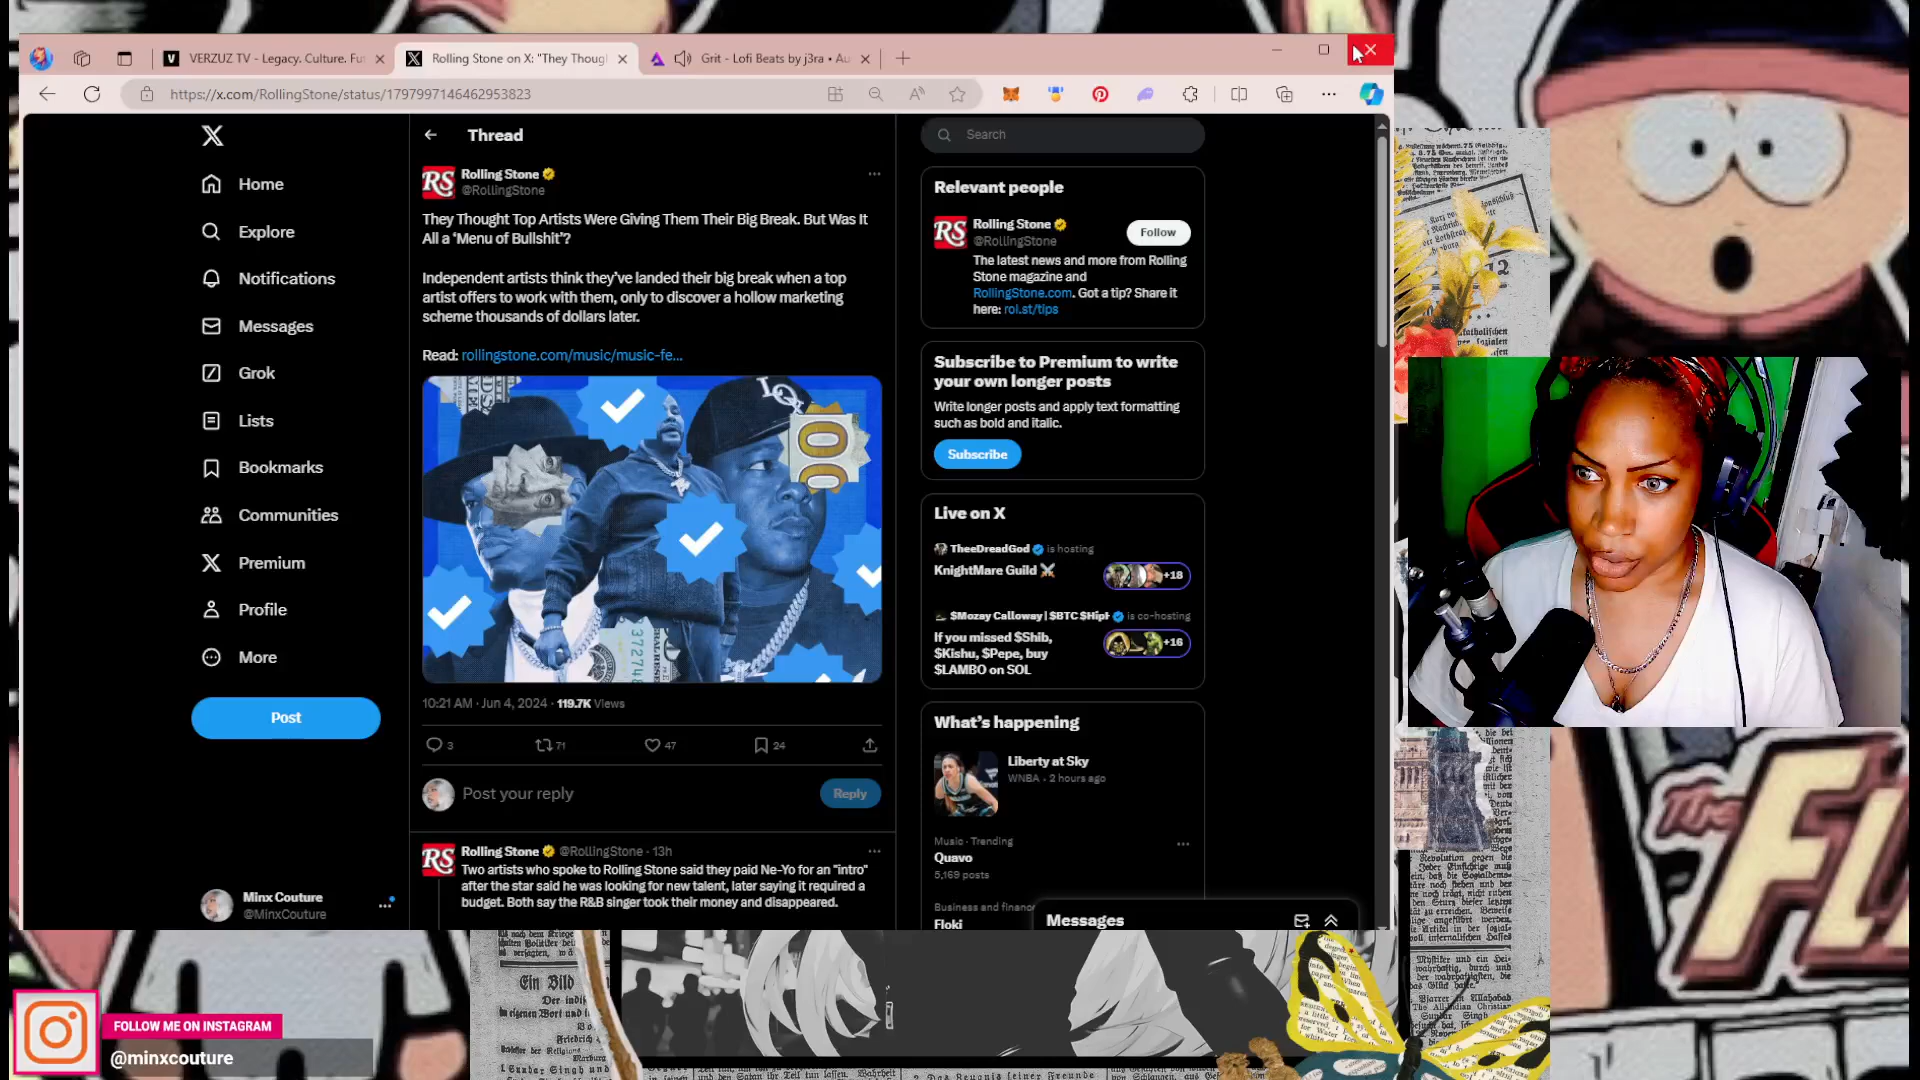 VERZUZ TV - Legacy. Culture. Fu
Rolling Stone on X: "They Though
Grit - Lofi Beats by j3ra • Au
https://x.com/RollingStone/status/1797997146462953823
Home
Explore
Notifications
Messages
Grok
Lists
Bookmarks
Communities
Premium
Profile
More
Post
Minx Couture
@MinxCouture
Thread
Rolling Stone
@RollingStone
They Thought Top Artists Were Giving Them Their Big Break. But Was It
All a ‘Menu of Bullshit’?
Independent artists think they’ve landed their big break when a top
artist offers to work with them, only to discover a hollow marketing
scheme thousands of dollars later.
Read: rollingstone.com/music/music-fe...
10:21 AM · Jun 4, 2024 · 119.7K Views
3
71
47
24
Post your reply
Reply
Rolling Stone @RollingStone · 13h
Two artists who spoke to Rolling Stone said they paid Ne-Yo for an "intro"
after the star said he was looking for new talent, later saying it required a
budget. Both say the R&B singer took their money and disappeared.
Search
Relevant people
Rolling Stone
@RollingStone
Follow
The latest news and more from Rolling
Stone magazine and
RollingStone.com. Got a tip? Share it
here: rol.st/tips
Subscribe to Premium to write
your own longer posts
Write longer posts and apply text formatting
such as bold and italic.
Subscribe
Live on X
TheeDreadGod is hosting
KnightMare Guild
+18
$Mozay Calloway | $BTC $Hipl is co-hosting
If you missed $Shib,
$Kishu, $Pepe, buy
$LAMBO on SOL
+16
What’s happening
Liberty at Sky
WNBA · 2 hours ago
Music · Trending
Quavo
5,169 posts
Business and finance
Floki
Messages
Ein Bild
The
FL
FOLLOW ME ON INSTAGRAM
@minxcouture